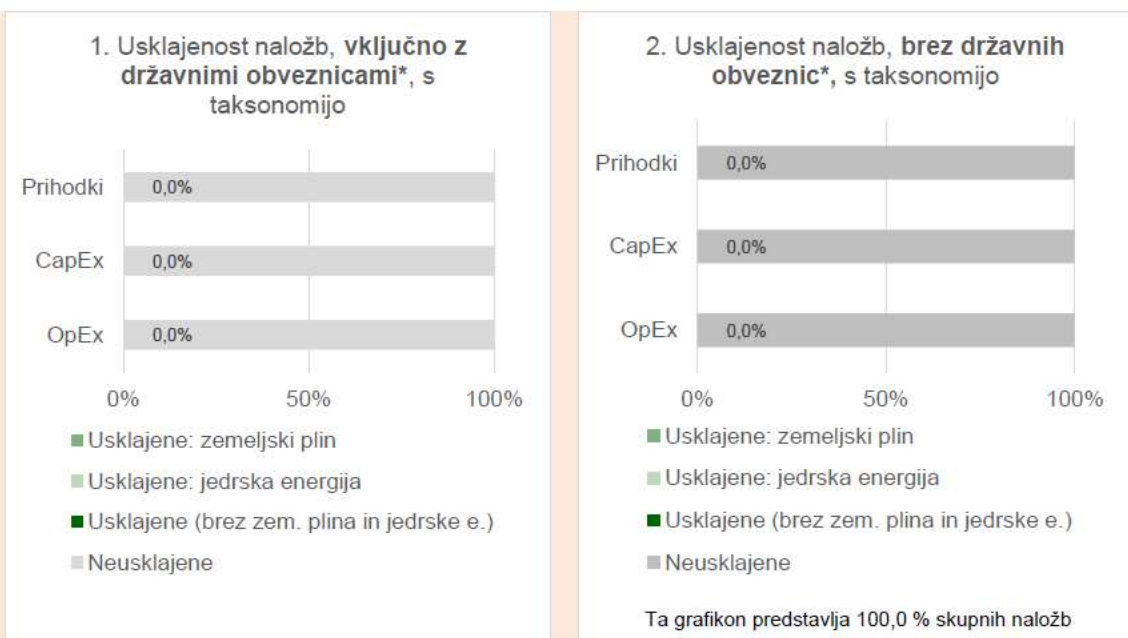 1. Usklajenost naložb, vključno z
državnimi obveznicami*, s
taksonomijo
Prihodki
0,0%
CapEx
0,0%
OpEx
0,0%
0%
50%
100%
Usklajene: zemeljski plin
Usklajene: jedrska energija
Usklajene (brez zem. plina in jedrske e.)
Neusklajene
2. Usklajenost naložb, brez državnih
obveznic*, s taksonomijo
Prihodki
0,0%
CapEx
0,0%
OpEx
0,0%
0%
50%
100%
Usklajene: zemeljski plin
Usklajene: jedrska energija
Usklajene (brez zem. plina in jedrske e.)
Neusklajene
Ta grafikon predstavlja 100,0 % skupnih naložb